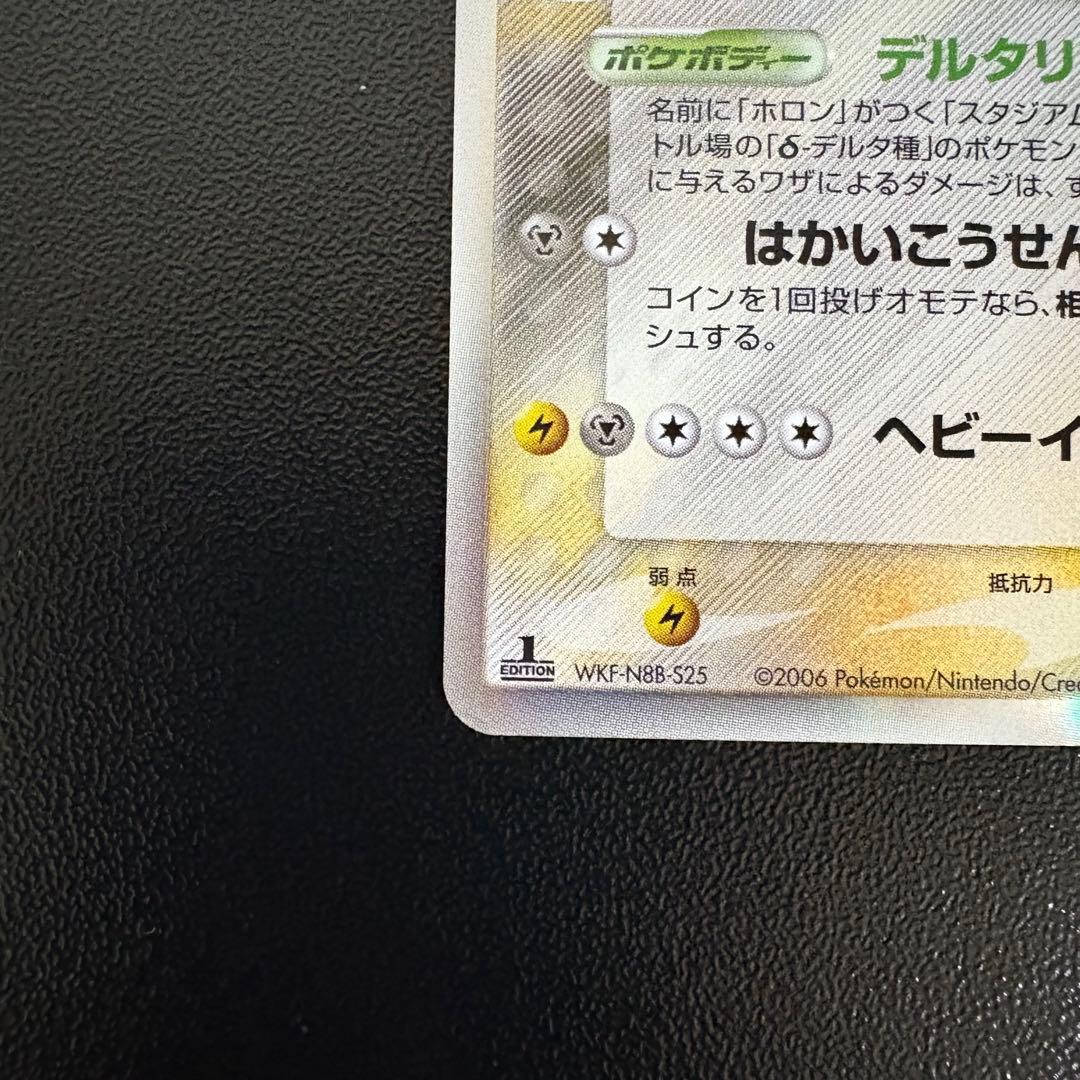 ポケボディー デルタリ
名前に「ホロン」がつく「スタジアム
トル場の「δ-デルタ種」のポケモン
に与えるワザによるダメージは、す
はかいこうせん
コインを1回投げオモテなら、相
シュする。
ヘビーイ
弱点 抵抗力
1 EDITION WKF-N8B-S25 ©2006 Pokémon/Nintendo/Crea